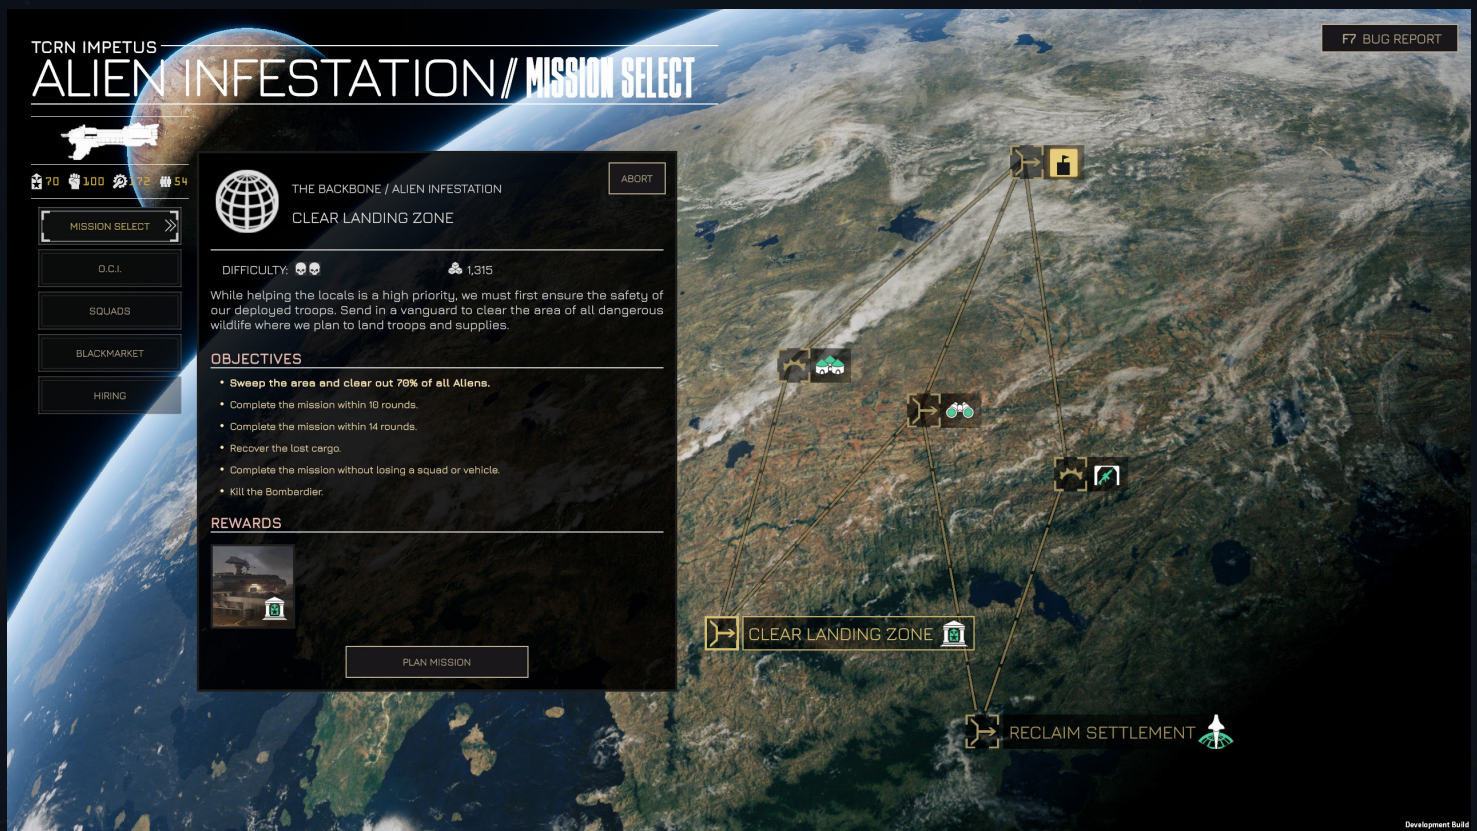 TCRN IMPETUS
ALIEN INFESTATION// MISSION SELECT
F7 BUG REPORT
70 100 172 54
MISSION SELECT
O.C.I.
SQUADS
BLACKMARKET
HIRING
THE BACKBONE / ALIEN INFESTATION
ABORT
CLEAR LANDING ZONE
DIFFICULTY: 1,315
While helping the locals is a high priority, we must first ensure the safety of
our deployed troops. Send in a vanguard to clear the area of all dangerous
wildlife where we plan to land troops and supplies.
OBJECTIVES
• Sweep the area and clear out 70% of all Aliens.
• Complete the mission within 10 rounds.
• Complete the mission within 14 rounds.
• Recover the lost cargo.
• Complete the mission without losing a squad or vehicle.
• Kill the Bombardier.
REWARDS
PLAN MISSION
CLEAR LANDING ZONE
RECLAIM SETTLEMENT
Development Build